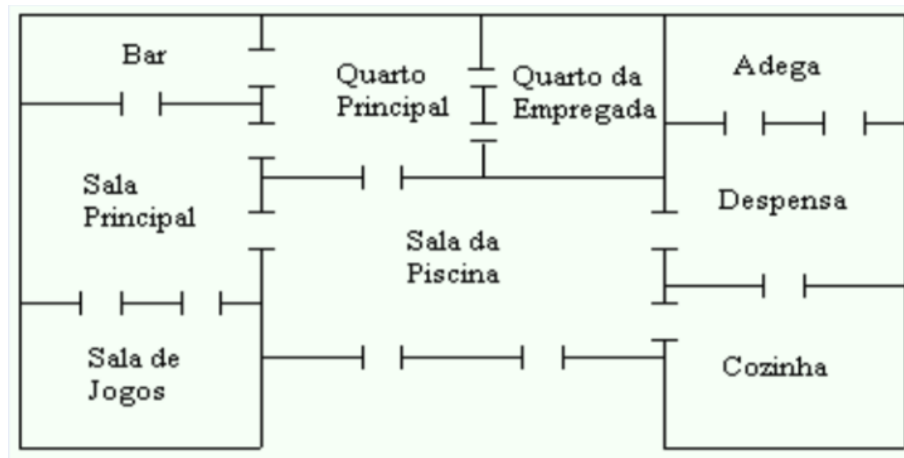 Bar
Quarto
Principal
Quarto da
Empregada
Adega
Sala
Principal
Sala da
Piscina
Despensa
Sala de
Jogos
Cozinha